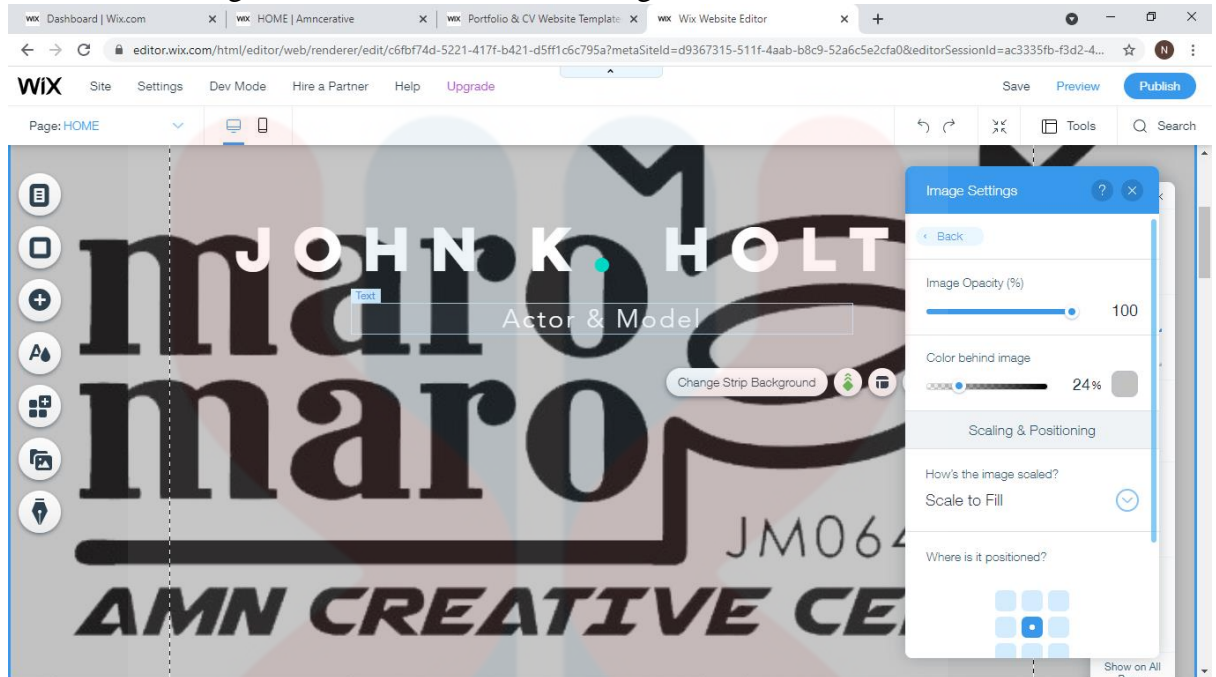 Dashboard | Wix.com
HOME | Amncerative
Portfolio & CV Website Template
Wix Website Editor
editor.wix.com/html/editor/web/renderer/edit/c6fbf74d-5221-417f-b421-d5ff1c6c795a?metaSiteId=d9367315-511f-4aab-b8c9-52a6c5e2cfa0&editorSessionId=ac3335fb-f3d2-4...
N
WiX Site Settings Dev Mode Hire a Partner Help Upgrade Save Preview Publish
Page: HOME Tools Search
Image Settings ?
Back
Image Opacity (%)
100
Color behind image
24%
Scaling & Positioning
How's the image scaled?
Scale to Fill
Where is it positioned?
Show on All
JOHN K. HOLT
Text
Actor & Model
Change Strip Background
maro
maro
JM064
AMN CREATIVE CE